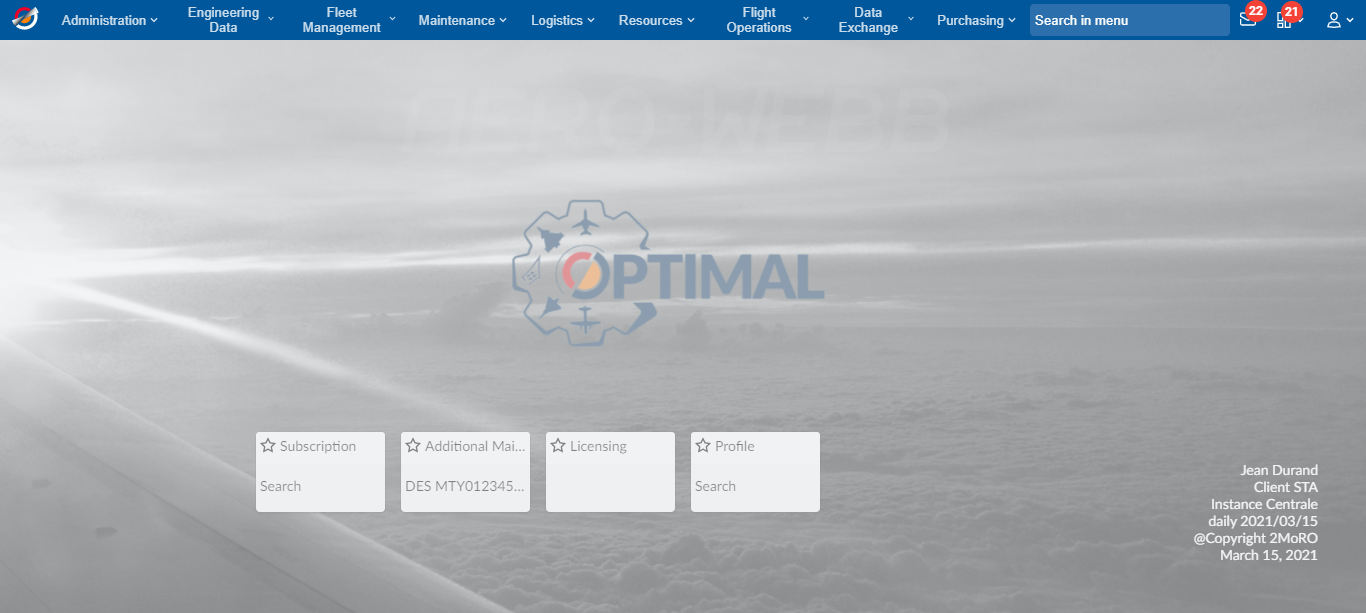 Administration
Engineering
Data
Fleet
Management
Maintenance
Logistics
Resources
Flight
Operations
Data
Exchange
Purchasing
Search in menu
22
21
AERO-WEBB
OPTIMAL
Subscription
Search
Additional Mai...
DES MTY012345...
Licensing
Profile
Search
Jean Durand
Client STA
Instance Centrale
daily 2021/03/15
@Copyright 2MoRO
March 15, 2021